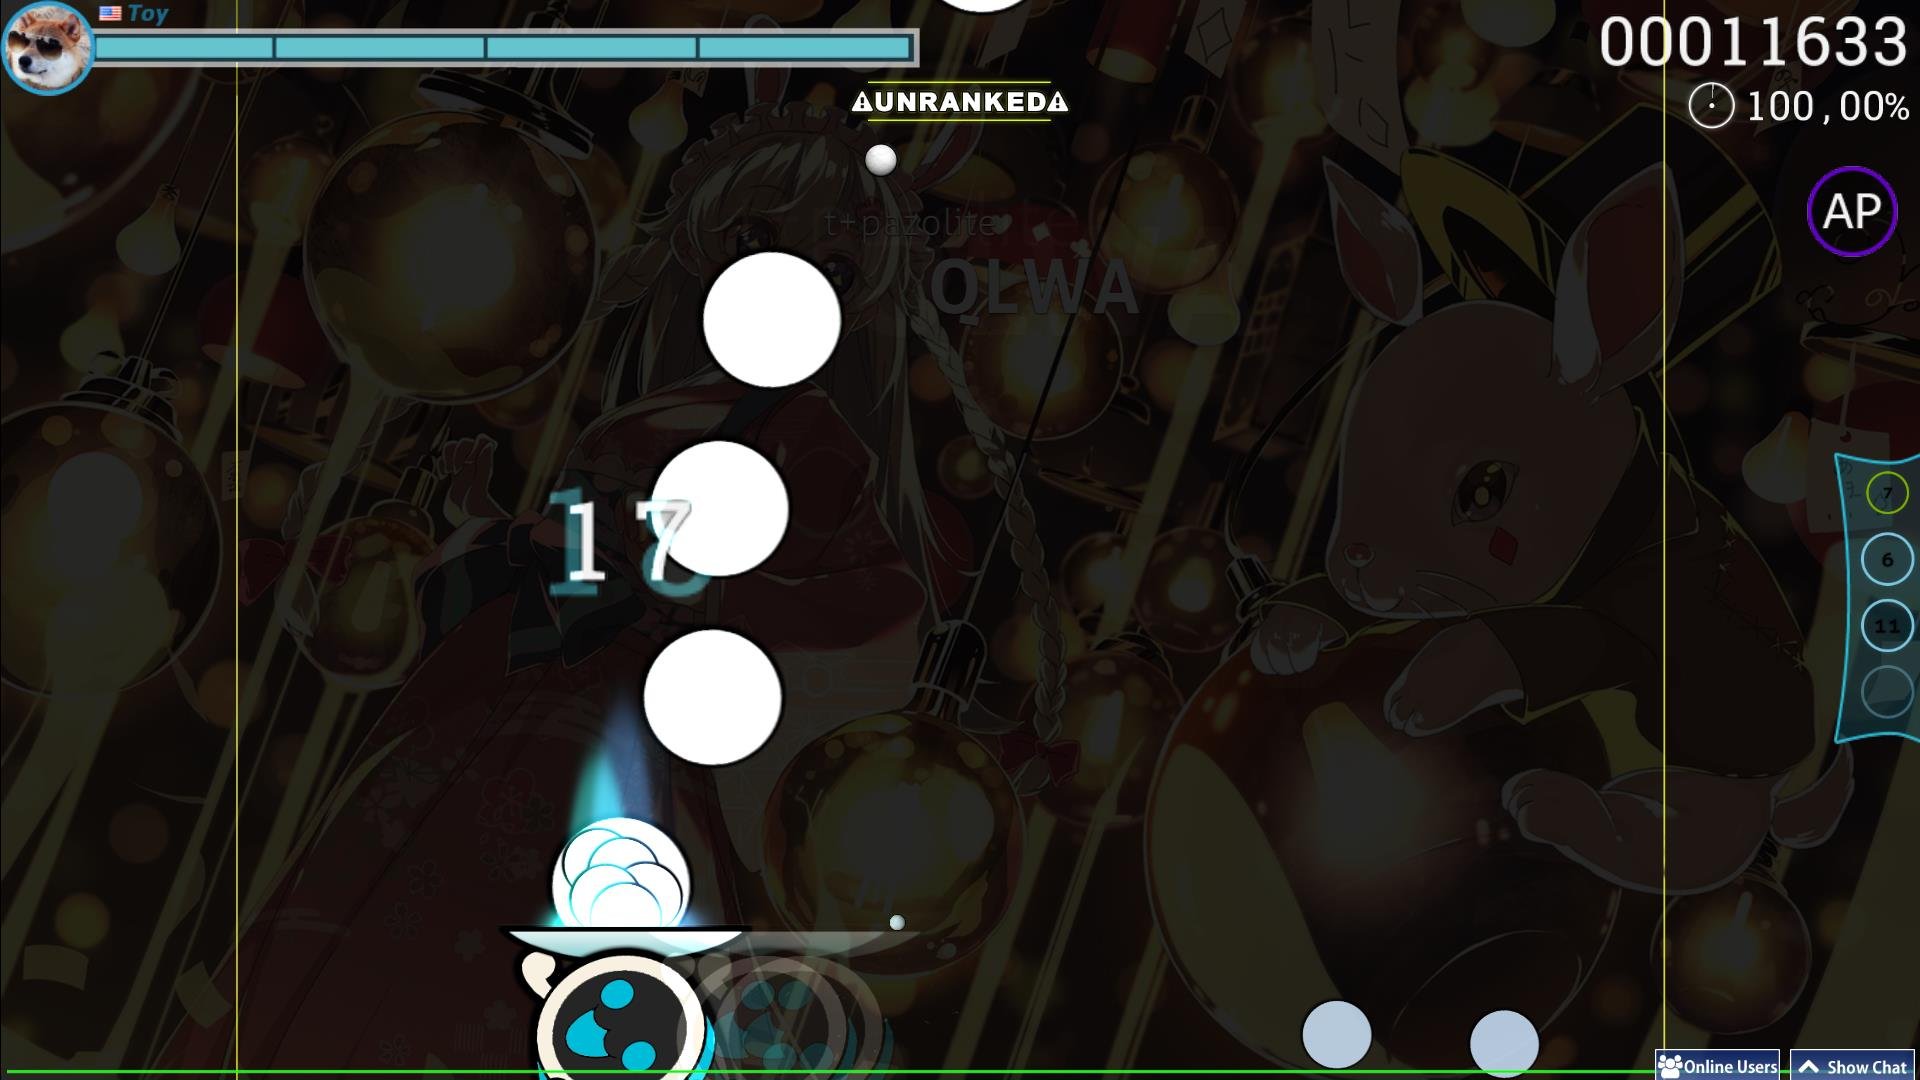 Toy
00011633
⚠UNRANKED⚠
100,00%
AP
t+pazolite
QLWA
7
17
6
11
Online Users
Show Chat